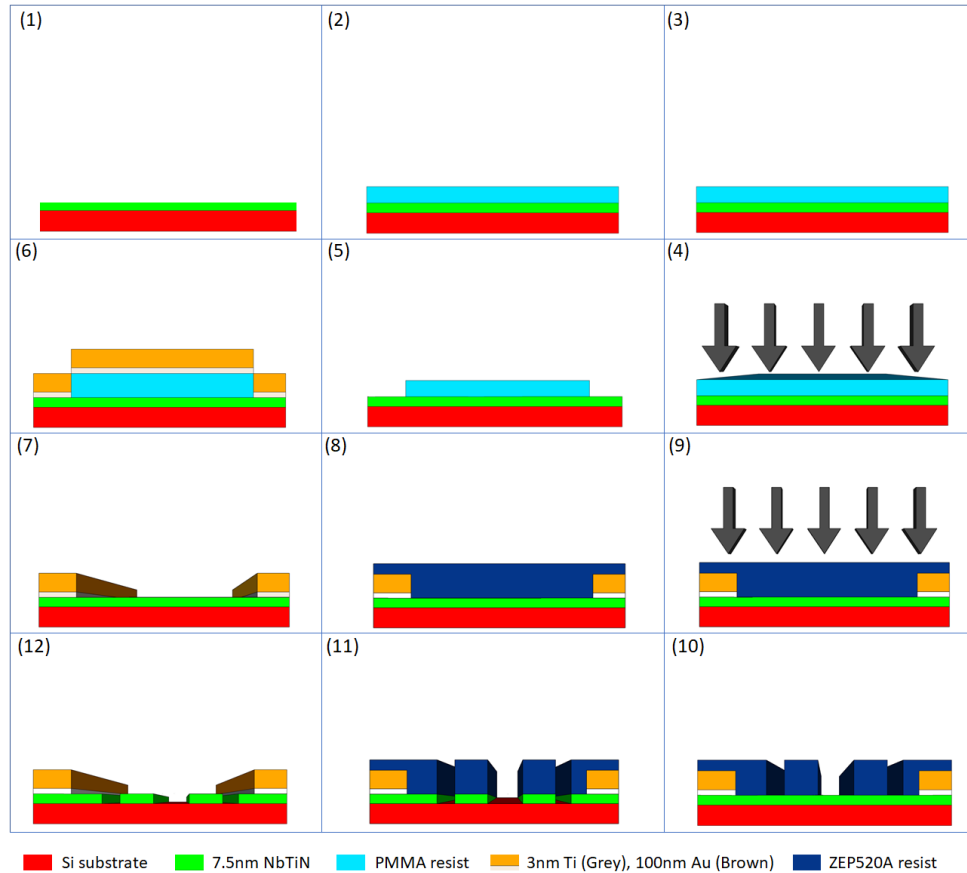 (1)
(2)
(3)
(6)
(5)
(4)
(7)
(8)
(9)
(12)
(11)
(10)
Si substrate
7.5nm NbTiN
PMMA resist
3nm Ti (Grey), 100nm Au (Brown)
ZEP520A resist